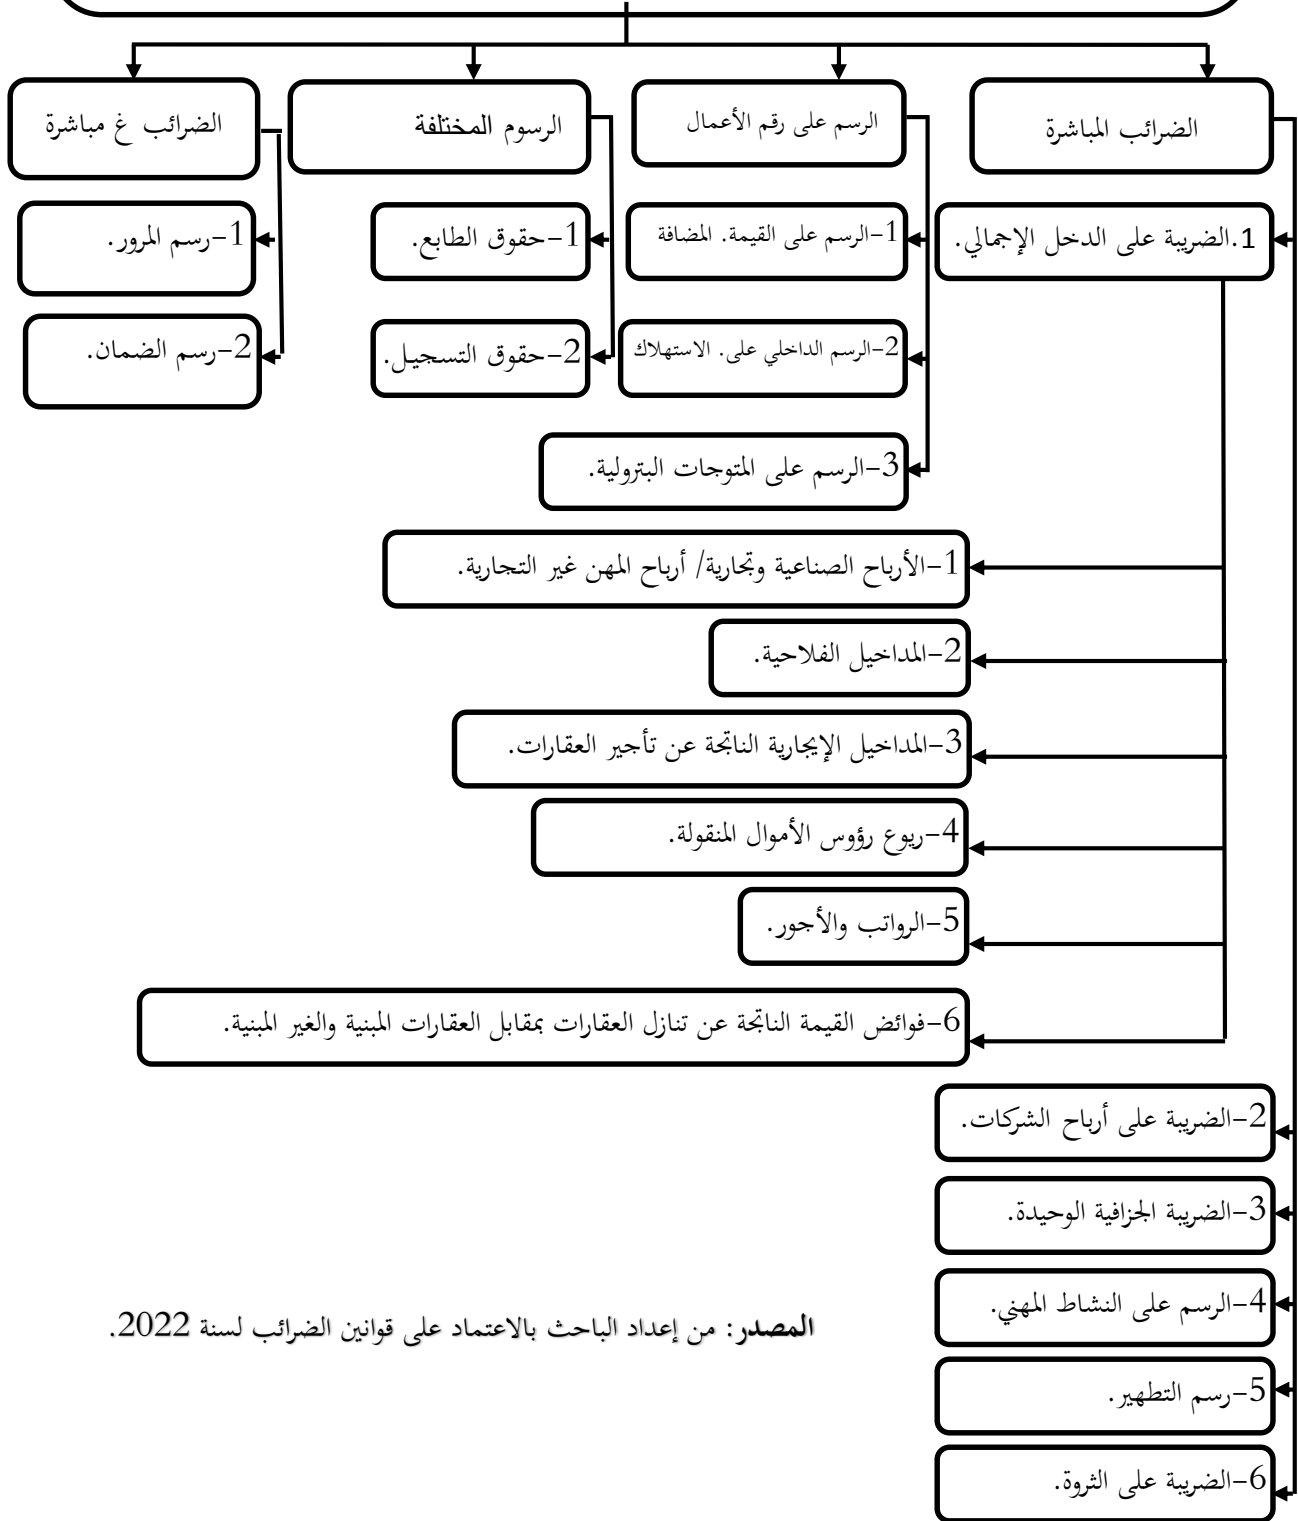 الضرائب المباشرة
الرسم على رقم الأعمال
الرسوم المختلفة
الضرائب غ مباشرة
1.الضريبة على الدخل الإجمالي.
1-الرسم على القيمة. المضافة
1-حقوق الطابع.
1-رسم المرور.
2-الرسم الداخلي على. الاستهلاك
2-حقوق التسجيل.
2-رسم الضمان.
3-الرسم على المتوجات البترولية.
1-الأرباح الصناعية وتجارية/ أرباح المهن غير التجارية.
2-المداخيل الفلاحية.
3-المداخيل الإيجارية الناتجة عن تأجير العقارات.
4-ريوع رؤوس الأموال المنقولة.
5-الرواتب والأجور.
6-فوائض القيمة الناتجة عن تنازل العقارات بمقابل العقارات المبنية والغير المبنية.
2-الضريبة على أرباح الشركات.
3-الضريبة الجزافية الوحيدة.
4-الرسم على النشاط المهني.
5-رسم التطهير.
6-الضريبة على الثروة.
المصدر: من إعداد الباحث بالاعتماد على قوانين الضرائب لسنة 2022.